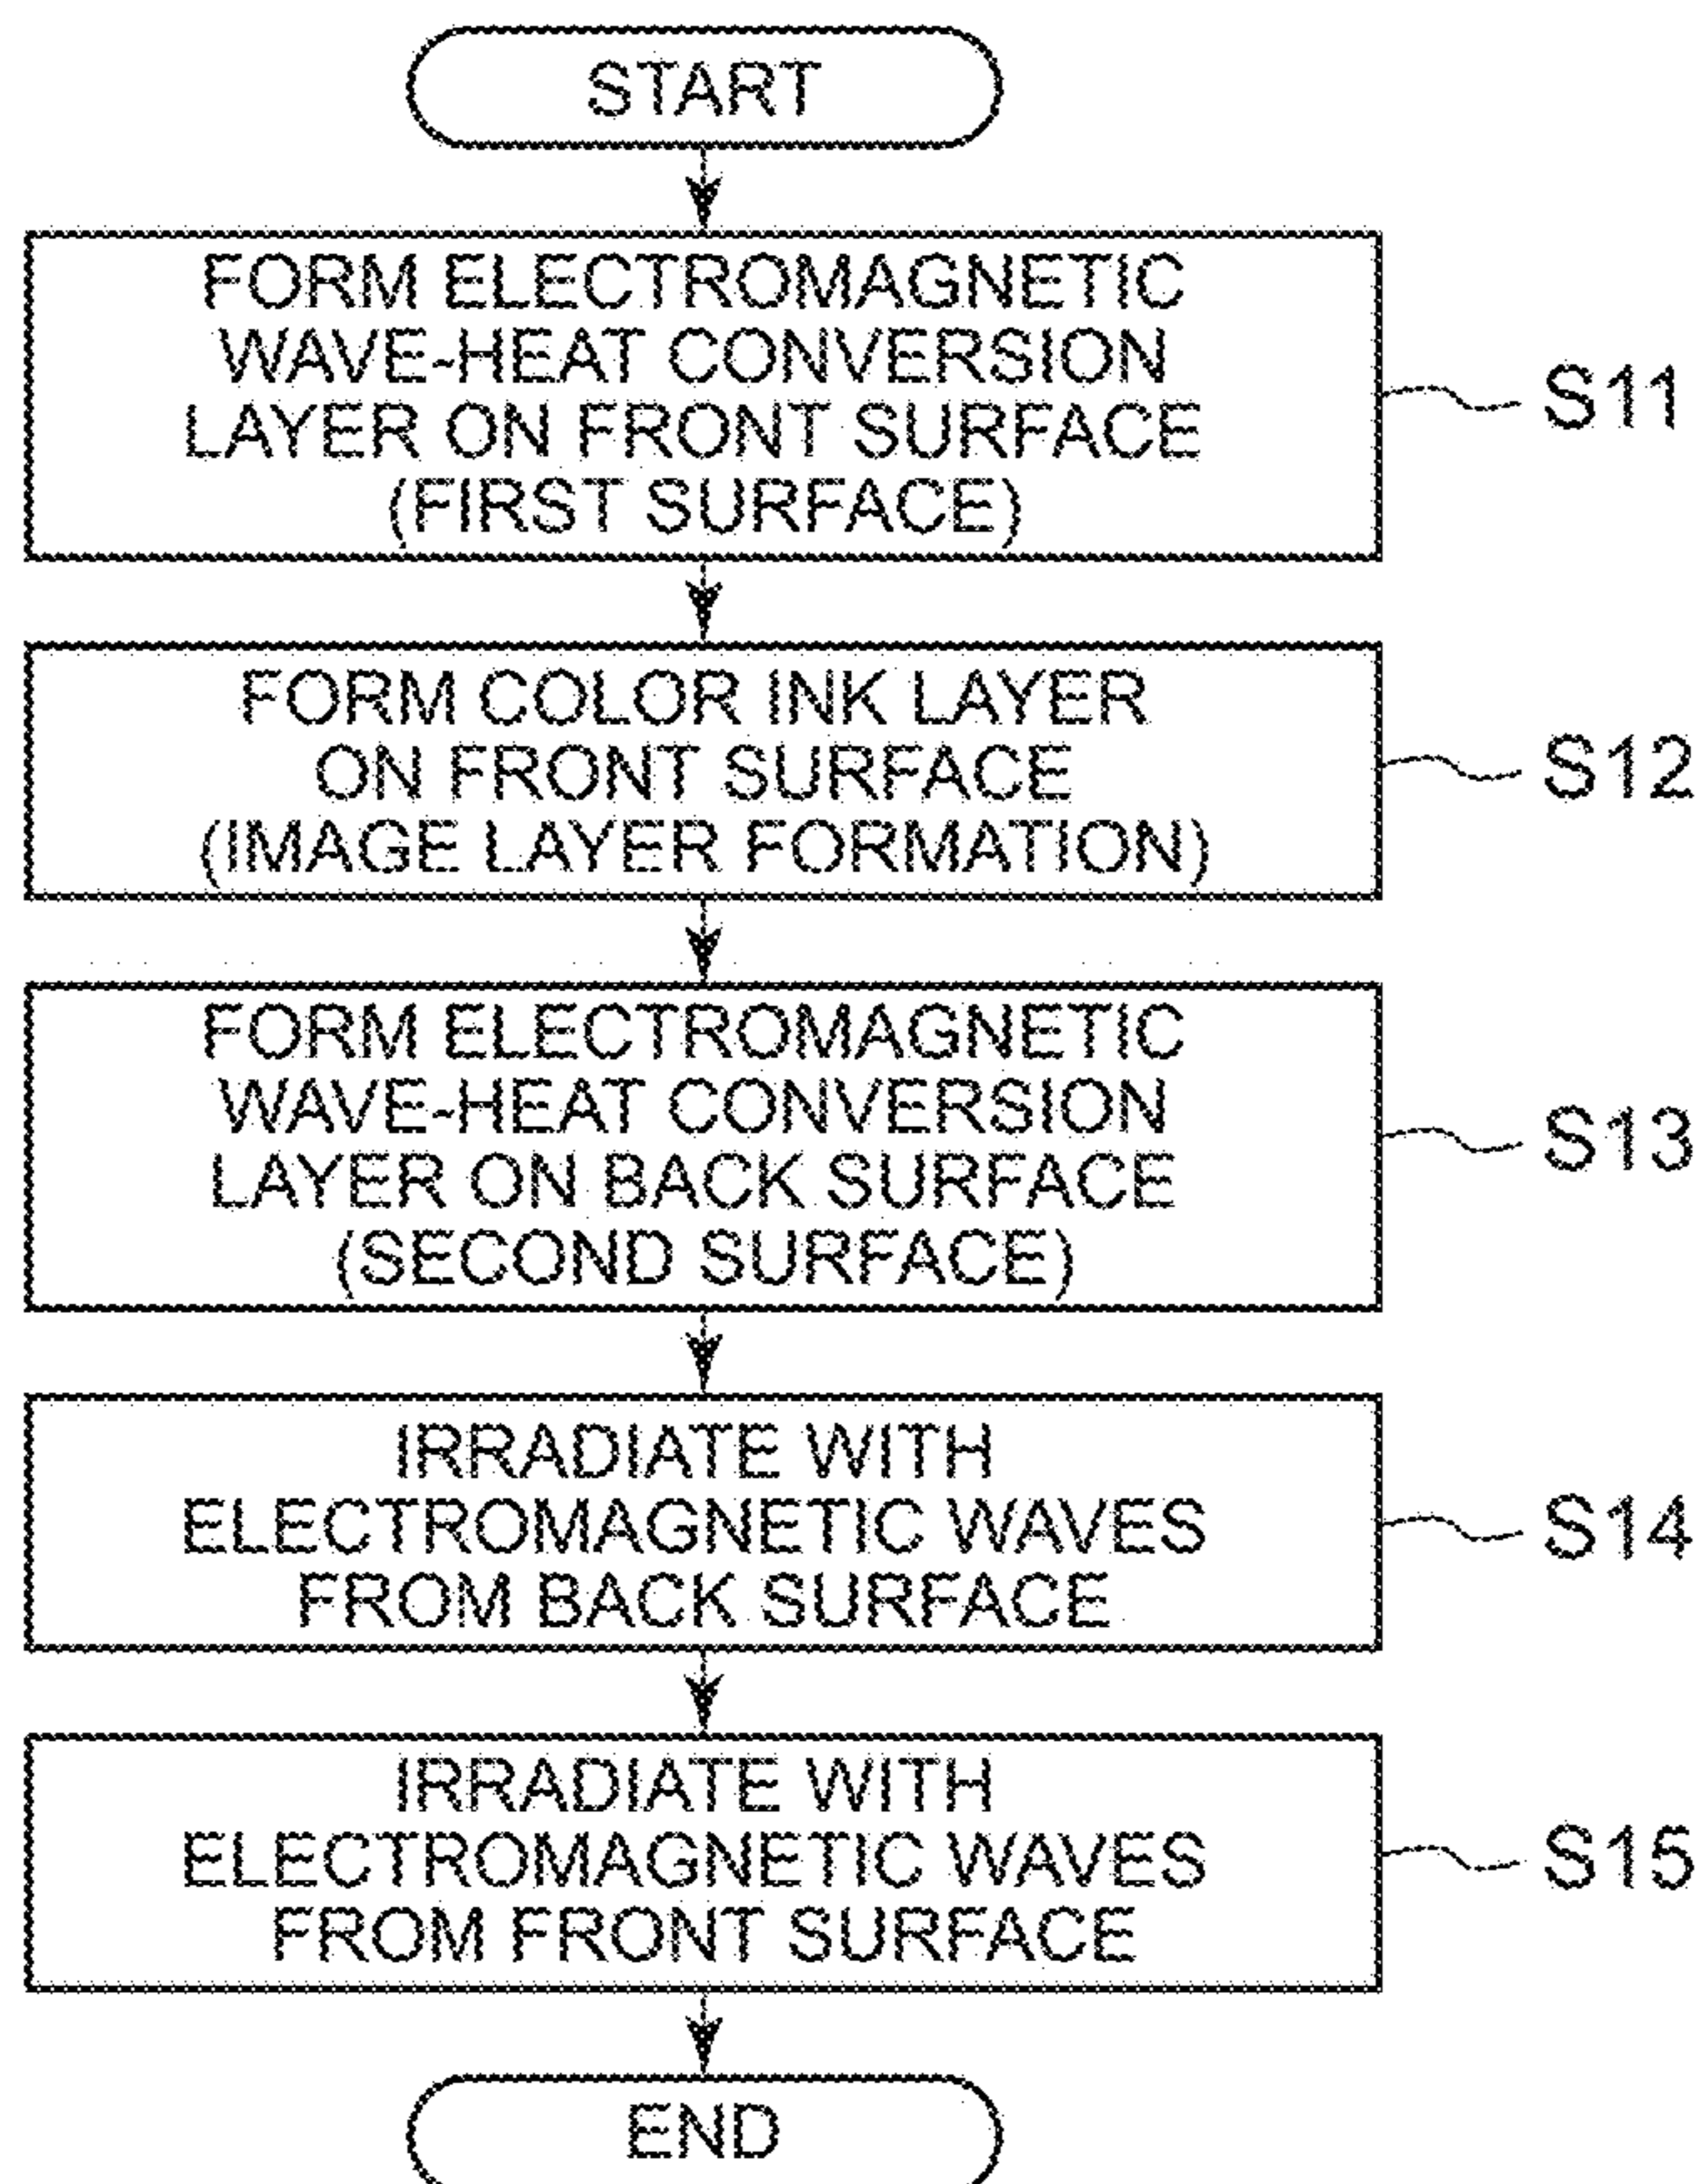 START
FORM ELECTROMAGNETIC
WAVE-HEAT CONVERSION
LAYER ON FRONT SURFACE
(FIRST SURFACE)
S11
FORM COLOR INK LAYER
ON FRONT SURFACE
(IMAGE LAYER FORMATION)
S12
FORM ELECTROMAGNETIC
WAVE-HEAT CONVERSION
LAYER ON BACK SURFACE
(SECOND SURFACE)
S13
IRRADIATE WITH
ELECTROMAGNETIC WAVES
FROM BACK SURFACE
S14
IRRADIATE WITH
ELECTROMAGNETIC WAVES
FROM FRONT SURFACE
S15
END